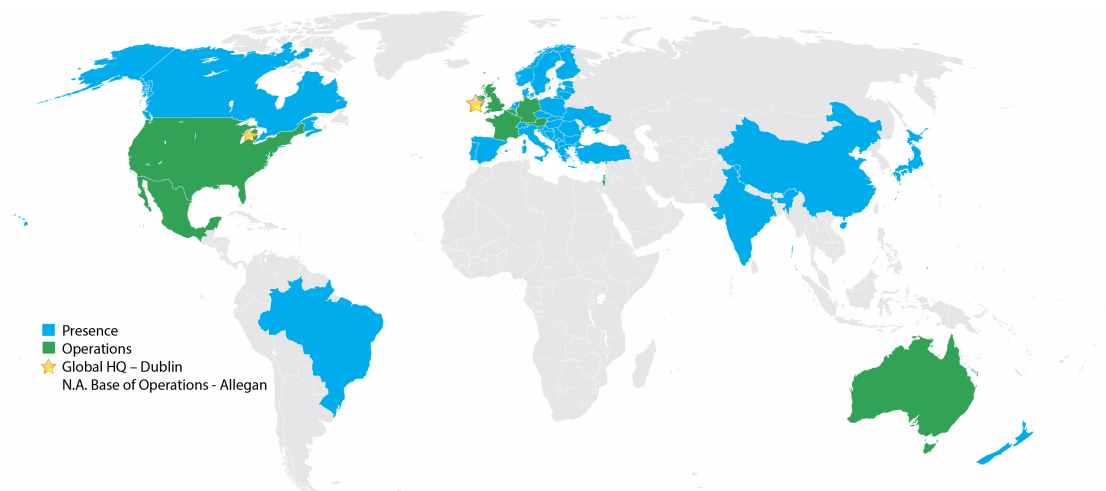 Presence
Operations
Global HQ – Dublin
N.A. Base of Operations - Allegan